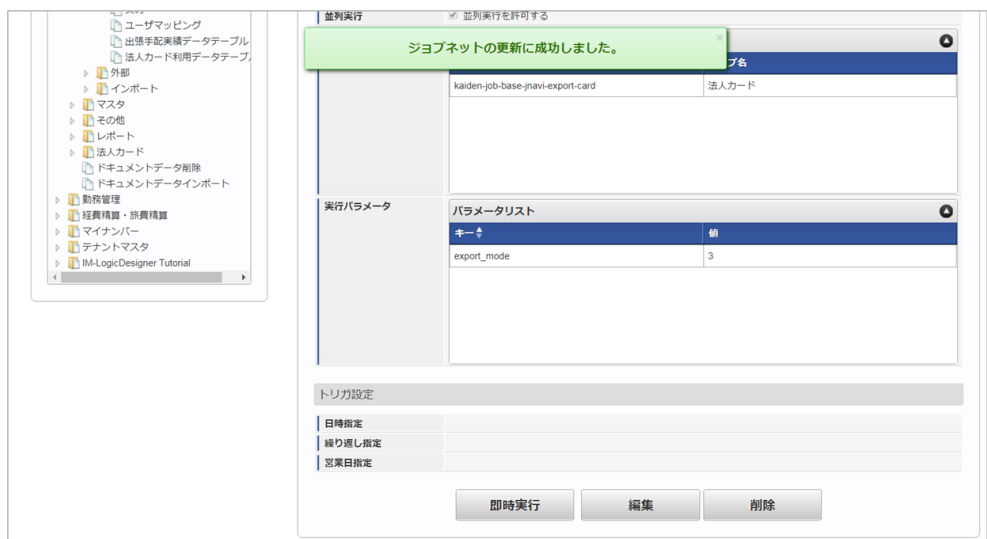 ユーザマッピング
出張手配実績データテーブル
法人カード利用データテーブ
外部
インポート
マスタ
その他
レポート
法人カード
ドキュメントデータ削除
ドキュメントデータインポート
勤務管理
経費精算・旅費精算
マイナンバー
テナントマスタ
IM-LogicDesigner Tutorial
並列実行
並列実行を許可する
ジョブネットの更新に成功しました。
×
ブ名
kaiden-job-base-jnavi-export-card
法人カード
実行パラメータ
パラメータリスト
キー 値
export_mode 3
トリガ設定
日時指定
繰り返し指定
営業日指定
即時実行 編集 削除